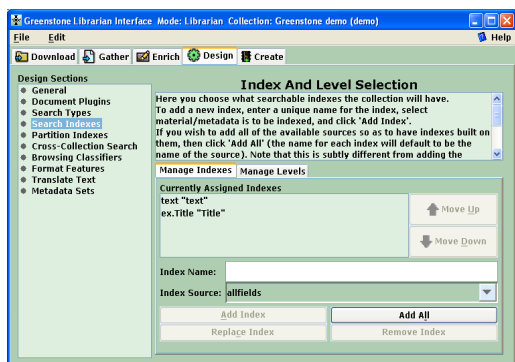 Greenstone Librarian Interface  Mode: Librarian  Collection: Greenstone demo (demo)
File Edit Help
Download Gather Enrich Design Create
Design Sections
General
Document Plugins
Search Types
Search Indexes
Partition Indexes
Cross-Collection Search
Browsing Classifiers
Format Features
Translate Text
Metadata Sets
Index And Level Selection
Here you choose what searchable indexes the collection will have.
To add a new index, enter a unique name for the index, select
material/metadata is to be indexed, and click 'Add Index'.
If you wish to add all of the available sources so as to have indexes built on
them, then click 'Add All' (the name for each index will default to be the
name of the source). Note that this is subtly different from adding the
Manage Indexes Manage Levels
Currently Assigned Indexes
text "text"
ex.Title "Title"
Move Up
Move Down
Index Name:
Index Source: allfields
Add Index Add All
Replace Index Remove Index